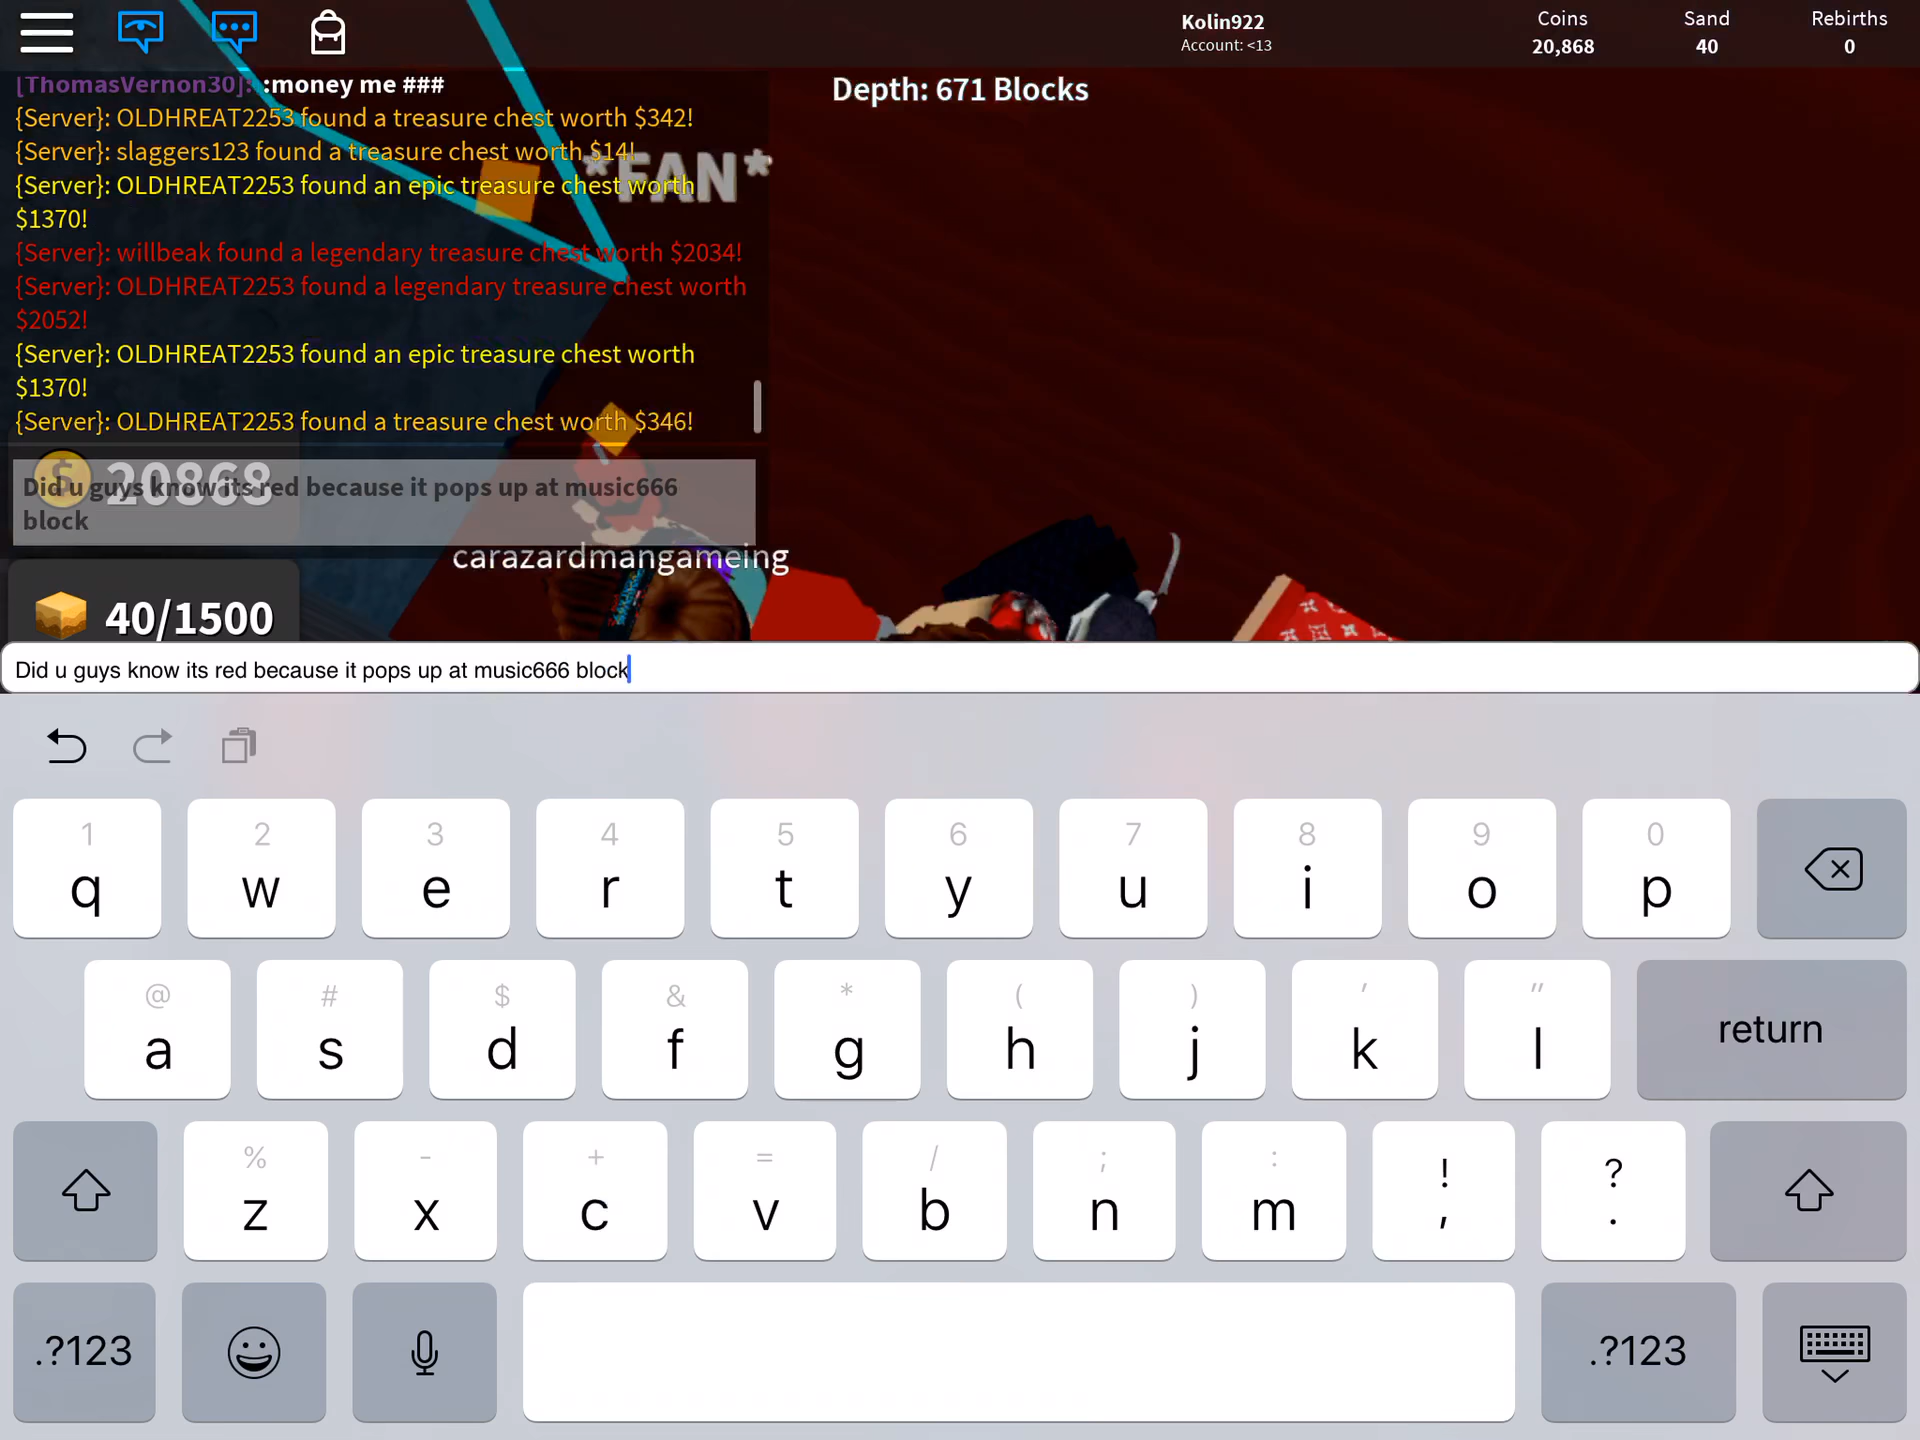 Kolin922
Account: <13
Coins
20,868
Sand
40
Rebirths
0
Depth: 671 Blocks
[ThomasVernon30]: :money me ###
{Server}: OLDHREAT2253 found a treasure chest worth $342!
{Server}: slaggers123 found a treasure chest worth $14!
{Server}: OLDHREAT2253 found an epic treasure chest worth
$1370!
{Server}: willbeak found a legendary treasure chest worth $2034!
{Server}: OLDHREAT2253 found a legendary treasure chest worth
$2052!
{Server}: OLDHREAT2253 found an epic treasure chest worth
$1370!
{Server}: OLDHREAT2253 found a treasure chest worth $346!
*FAN*
20868
Did u guys know its red because it pops up at music666
block
carazardmangameing
40/1500
Did u guys know its red because it pops up at music666 block
1 2 3 4 5 6 7 8 9 0
q w e r t y u i o p
@ # $ & * ( ) ' "
a s d f g h j k l return
% - + = / ; : ! ?
z x c v b n m , .
.?123 .?123